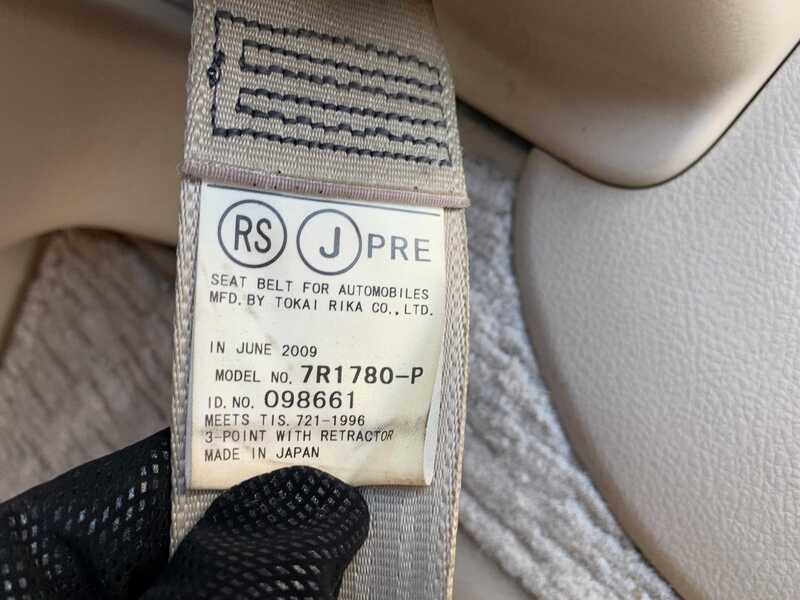 RS J PRE
SEAT BELT FOR AUTOMOBILES
MFD. BY TOKAI RIKA CO., LTD.
IN JUNE 2009
MODEL NO. 7R1780-P
ID. NO. 098661
MEETS TIS. 721-1996
3-POINT WITH RETRACTOR
MADE IN JAPAN